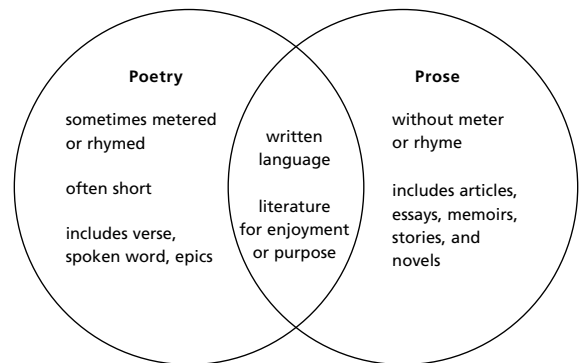 Poetry
sometimes metered
or rhymed
often short
includes verse,
spoken word, epics
written
language
literature
for enjoyment
or purpose
Prose
without meter
or rhyme
includes articles,
essays, memoirs,
stories, and
novels